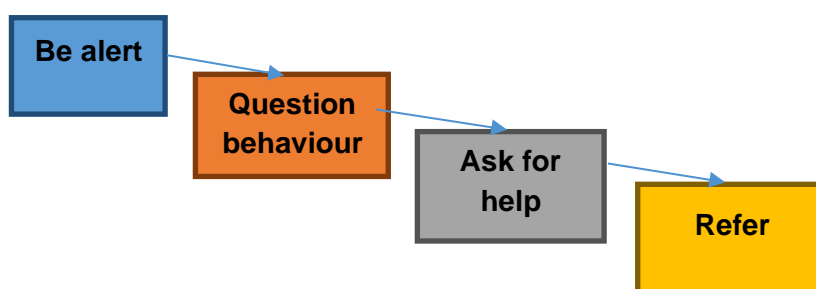 Be alert
Question
behaviour
Ask for
help
Refer